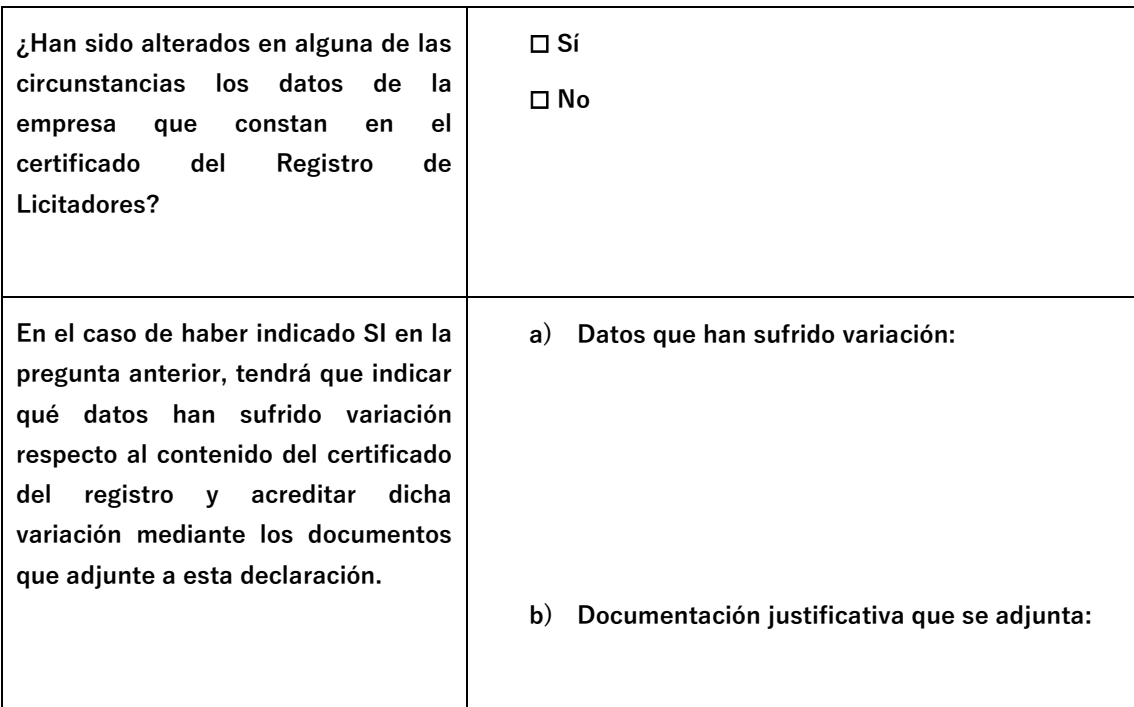 ¿Han sido alterados en alguna de las
circunstancias los datos de la
empresa que constan en el
certificado del Registro de
Licitadores?
☐ Sí
☐ No
En el caso de haber indicado SI en la
pregunta anterior, tendrá que indicar
qué datos han sufrido variación
respecto al contenido del certificado
del registro y acreditar dicha
variación mediante los documentos
que adjunte a esta declaración.
a) Datos que han sufrido variación:
b) Documentación justificativa que se adjunta: